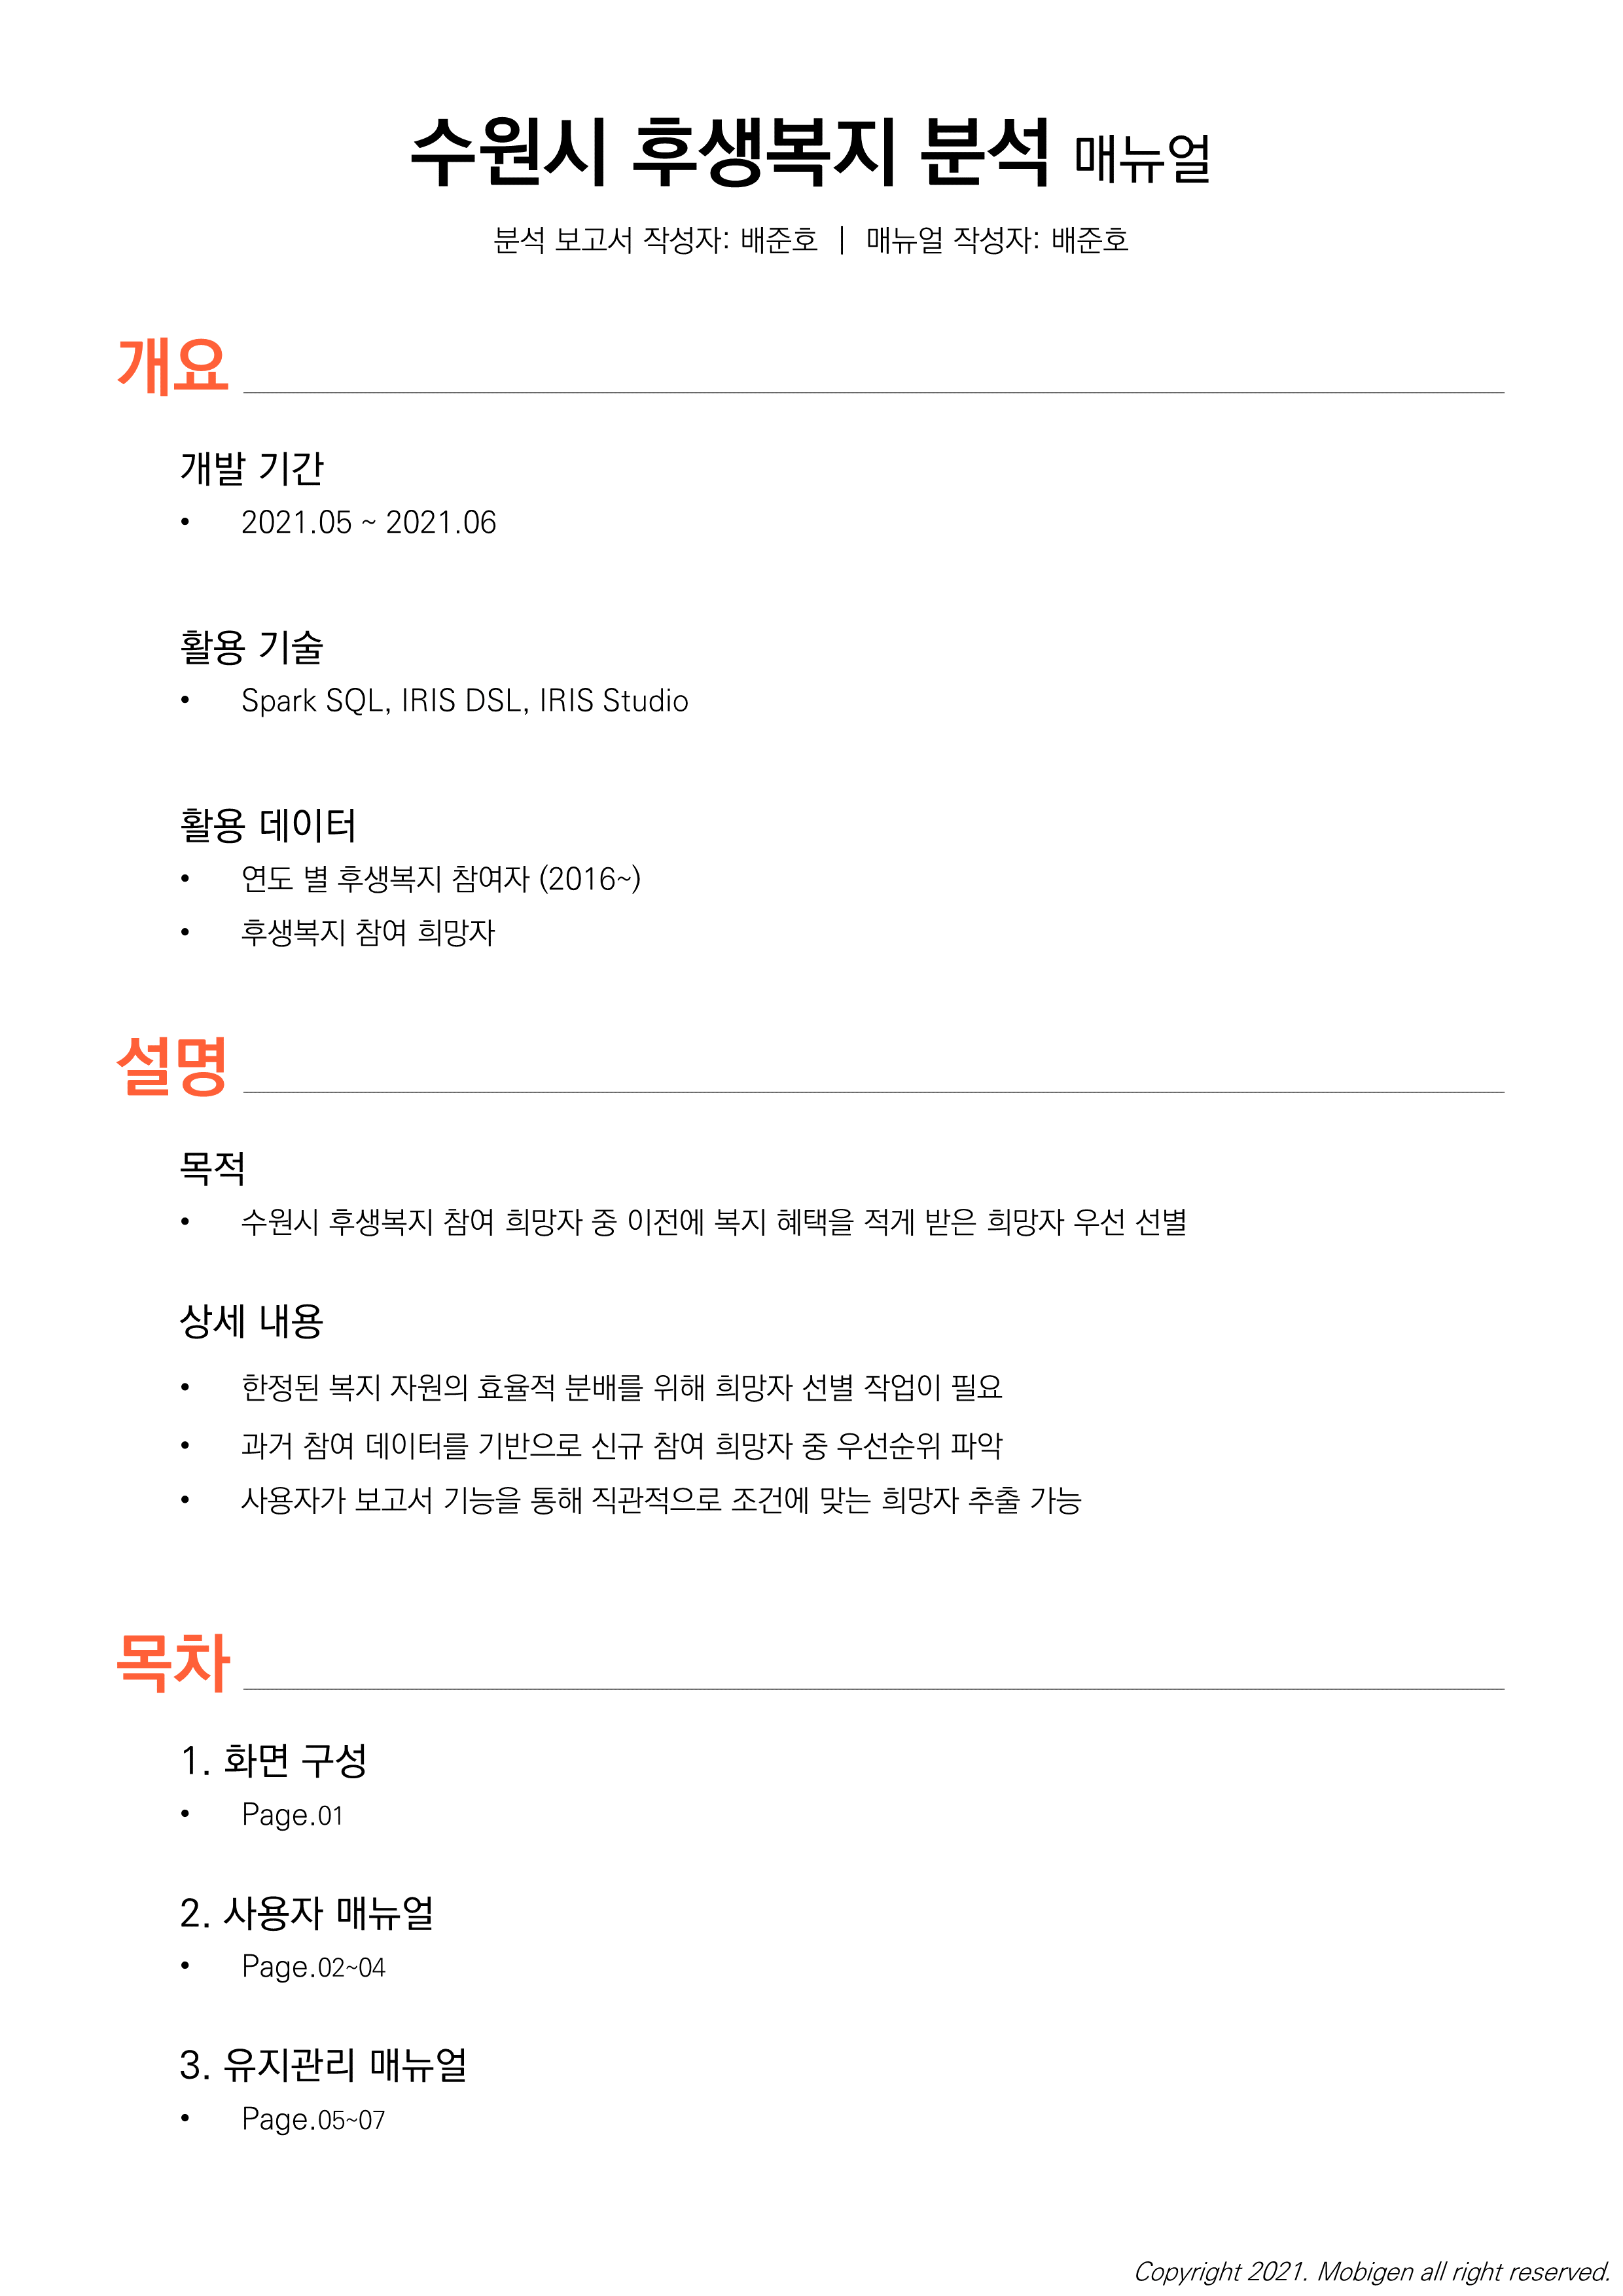 수원시 후생복지 분석 매뉴얼
분석 보고서 작성자: 배준호 | 매뉴얼 작성자: 배준호
개요
개발 기간
• 2021.05 ~ 2021.06
활용 기술
• Spark SQL, IRIS DSL, IRIS Studio
활용 데이터
• 연도 별 후생복지 참여자 (2016~)
• 후생복지 참여 희망자
설명
목적
• 수원시 후생복지 참여 희망자 중 이전에 복지 혜택을 적게 받은 희망자 우선 선별
상세 내용
• 한정된 복지 자원의 효율적 분배를 위해 희망자 선별 작업이 필요
• 과거 참여 데이터를 기반으로 신규 참여 희망자 중 우선순위 파악
• 사용자가 보고서 기능을 통해 직관적으로 조건에 맞는 희망자 추출 가능
목차
1. 화면 구성
• Page.01
2. 사용자 매뉴얼
• Page.02~04
3. 유지관리 매뉴얼
• Page.05~07
Copyright 2021. Mobigen all right reserved.